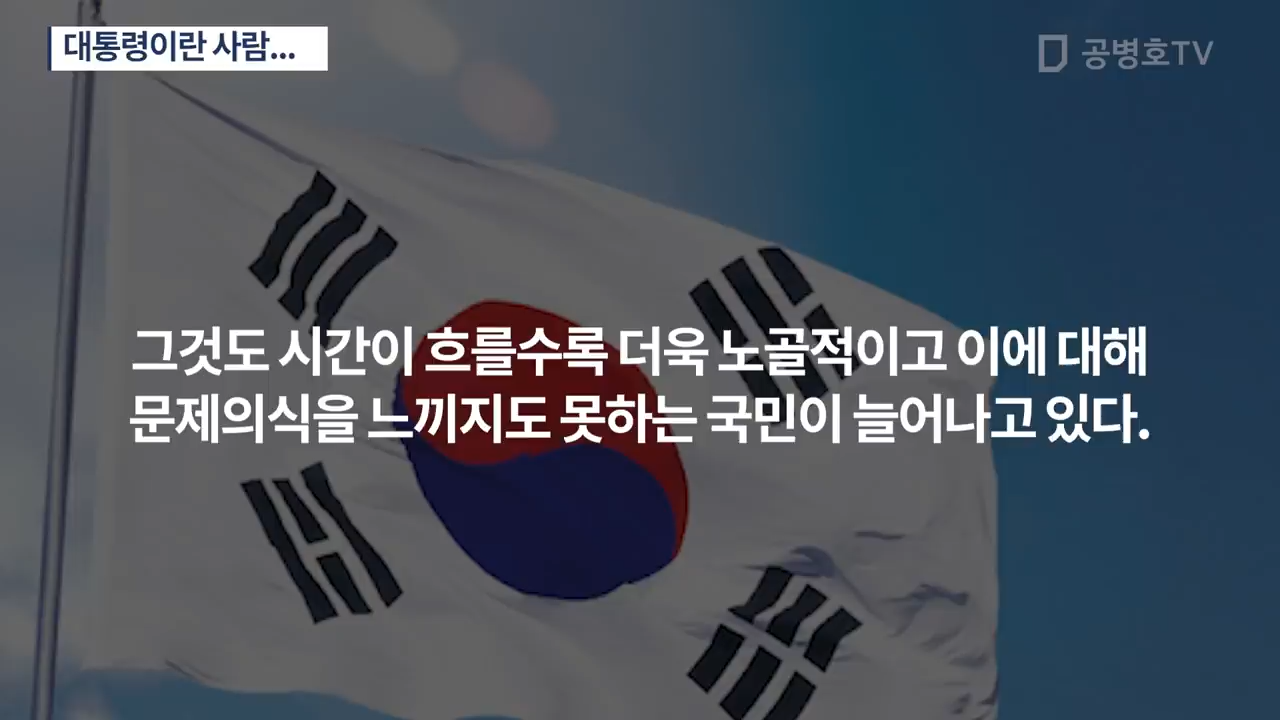 대통령이란 사람...
공병호TV
그것도 시간이 흐를수록 더욱 노골적이고 이에 대해
문제의식을 느끼지도 못하는 국민이 늘어나고 있다.